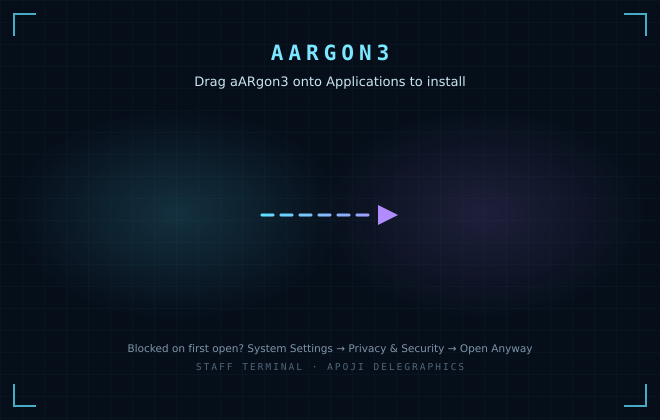 AARGON3
Drag aARgon3 onto Applications to install
Blocked on first open? System Settings → Privacy & Security → Open Anyway
STAFF TERMINAL · APOJI DELEGRAPHICS